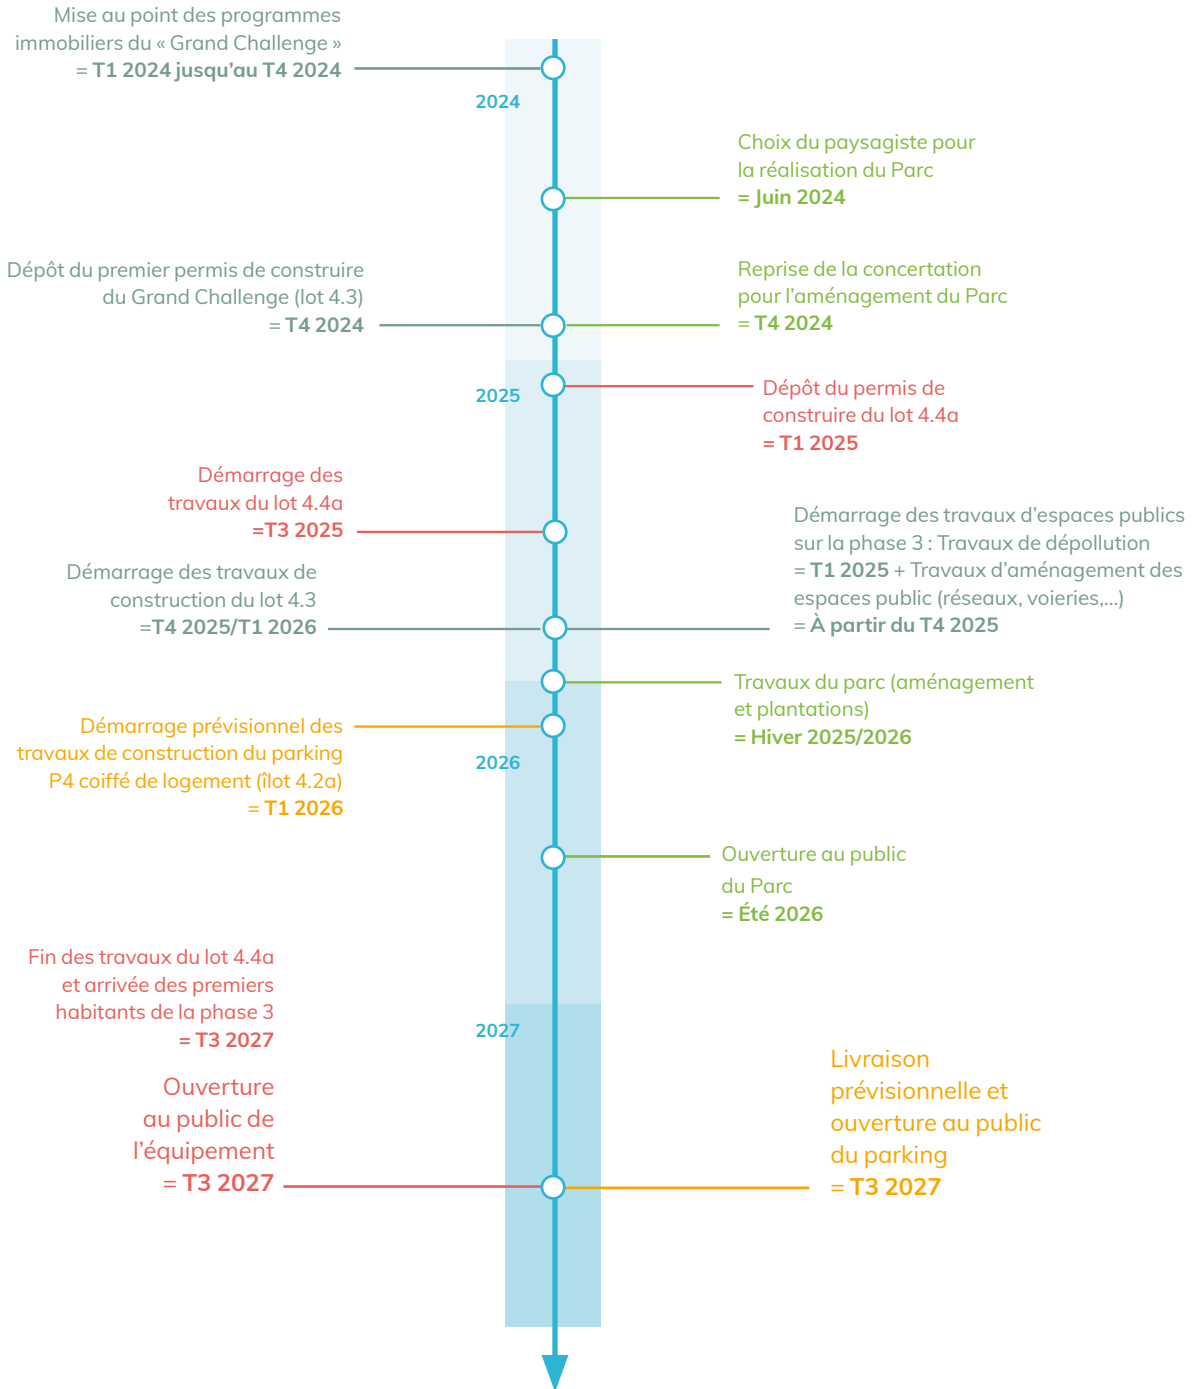 Mise au point des programmes
immobiliers du « Grand Challenge »
= T1 2024 jusqu’au T4 2024
2024
Choix du paysagiste pour
la réalisation du Parc
= Juin 2024
Dépôt du premier permis de construire
du Grand Challenge (lot 4.3)
= T4 2024
Reprise de la concertation
pour l’aménagement du Parc
= T4 2024
2025
Dépôt du permis de
construire du lot 4.4a
= T1 2025
Démarrage des
travaux du lot 4.4a
=T3 2025
Démarrage des travaux d’espaces publics
sur la phase 3 : Travaux de dépollution
= T1 2025 + Travaux d’aménagement des
espaces public (réseaux, voieries,...)
= À partir du T4 2025
Démarrage des travaux de
construction du lot 4.3
=T4 2025/T1 2026
Travaux du parc (aménagement
et plantations)
= Hiver 2025/2026
Démarrage prévisionnel des
travaux de construction du parking
P4 coiffé de logement (îlot 4.2a)
= T1 2026
2026
Ouverture au public
du Parc
= Été 2026
Fin des travaux du lot 4.4a
et arrivée des premiers
habitants de la phase 3
= T3 2027
2027
Ouverture
au public de
l’équipement
= T3 2027
Livraison
prévisionnelle et
ouverture au public
du parking
= T3 2027